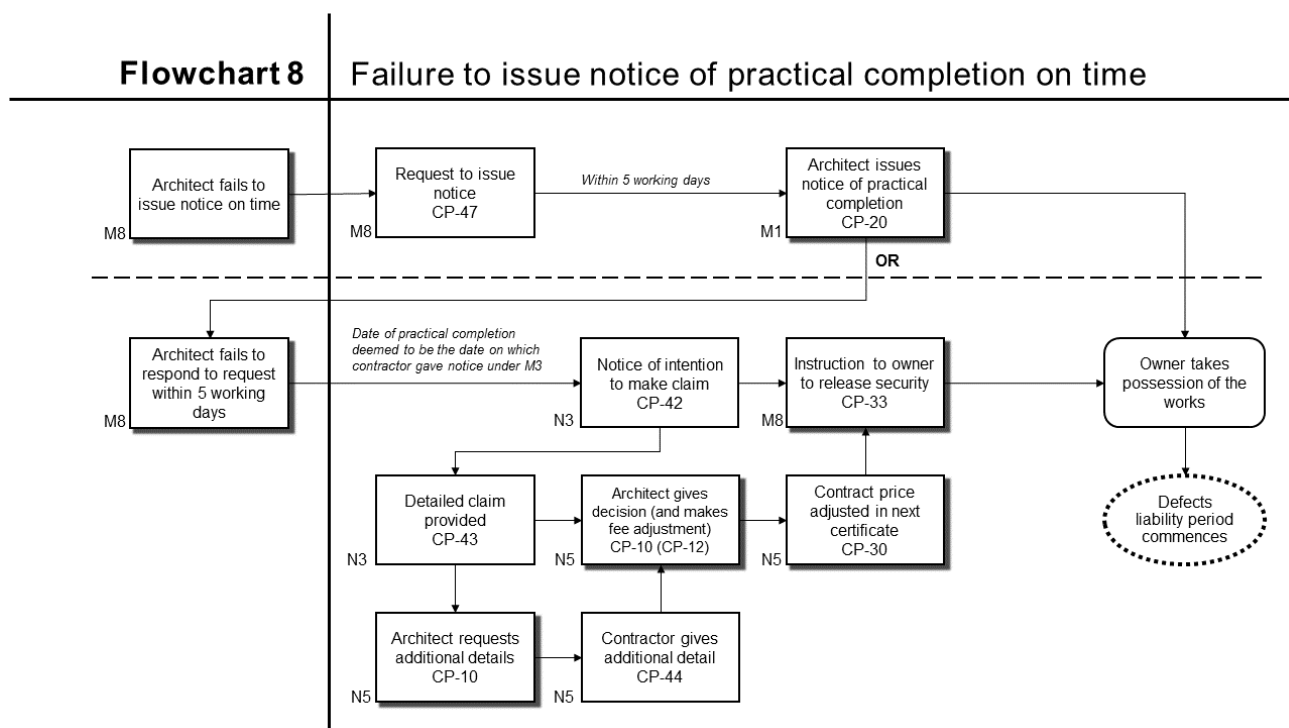 Flowchart 8
Failure to issue notice of practical completion on time
Architect fails to
issue notice on time
M8
Request to issue
notice
CP-47
M8
Within 5 working days
Architect issues
notice of practical
completion
CP-20
M1
OR
Architect fails to
respond to request
within 5 working
days
M8
Date of practical completion
deemed to be the date on which
contractor gave notice under M3
Notice of intention
to make claim
CP-42
N3
Instruction to owner
to release security
CP-33
M8
Owner takes
possession of the
works
Detailed claim
provided
CP-43
N3
Architect gives
decision (and makes
fee adjustment)
CP-10 (CP-12)
N5
Contract price
adjusted in next
certificate
CP-30
N5
Defects
liability period
commences
Architect requests
additional details
CP-10
N5
Contractor gives
additional detail
CP-44
N5